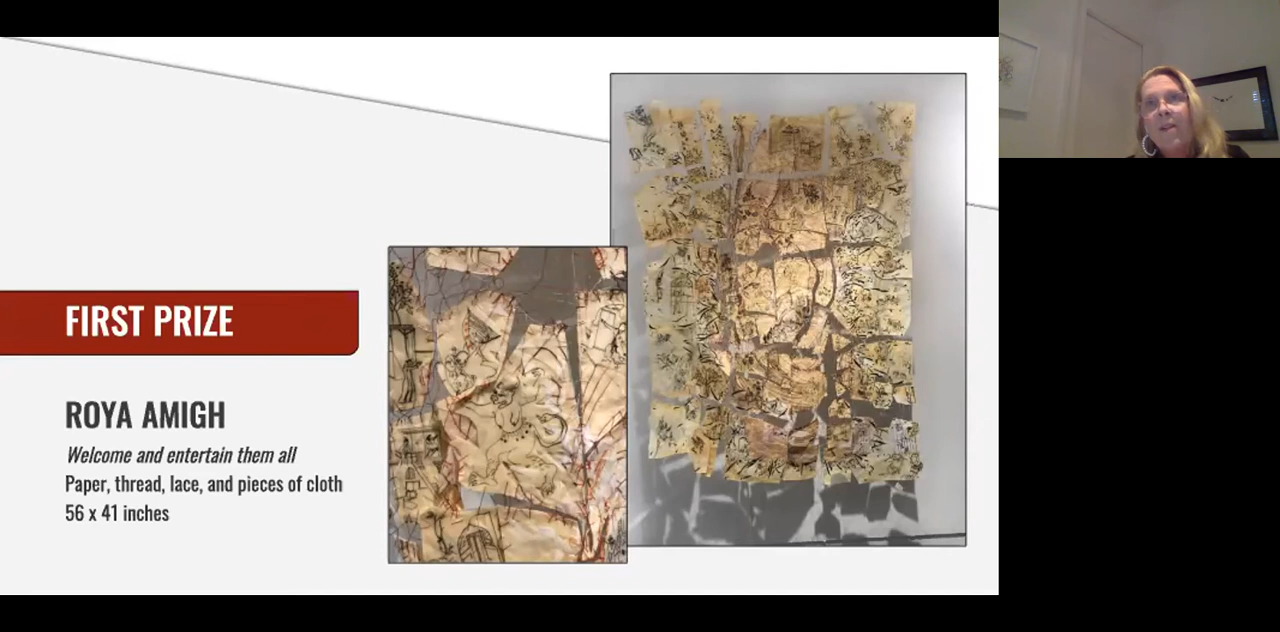 FIRST PRIZE
ROYA AMIGH
Welcome and entertain them all
Paper, thread, lace, and pieces of cloth
56 x 41 inches